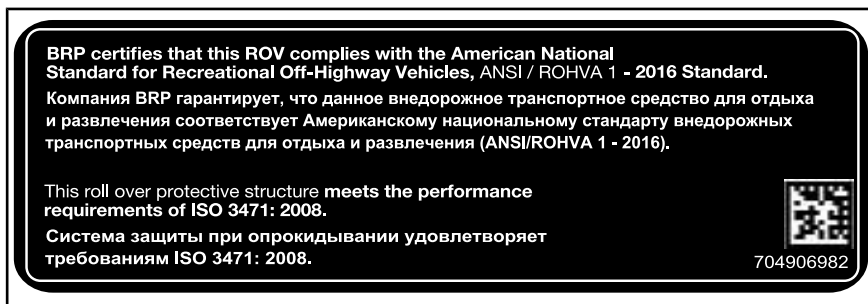 BRP certifies that this ROV complies with the American National
Standard for Recreational Off-Highway Vehicles, ANSI / ROHVA 1 - 2016 Standard.
Компания BRP гарантирует, что данное внедорожное транспортное средство для отдыха
и развлечения соответствует Американскому национальному стандарту внедорожных
транспортных средств для отдыха и развлечения (ANSI/ROHVA 1 - 2016).
This roll over protective structure meets the performance
requirements of ISO 3471: 2008.
Система защиты при опрокидывании удовлетворяет
требованиям ISO 3471: 2008.
704906982